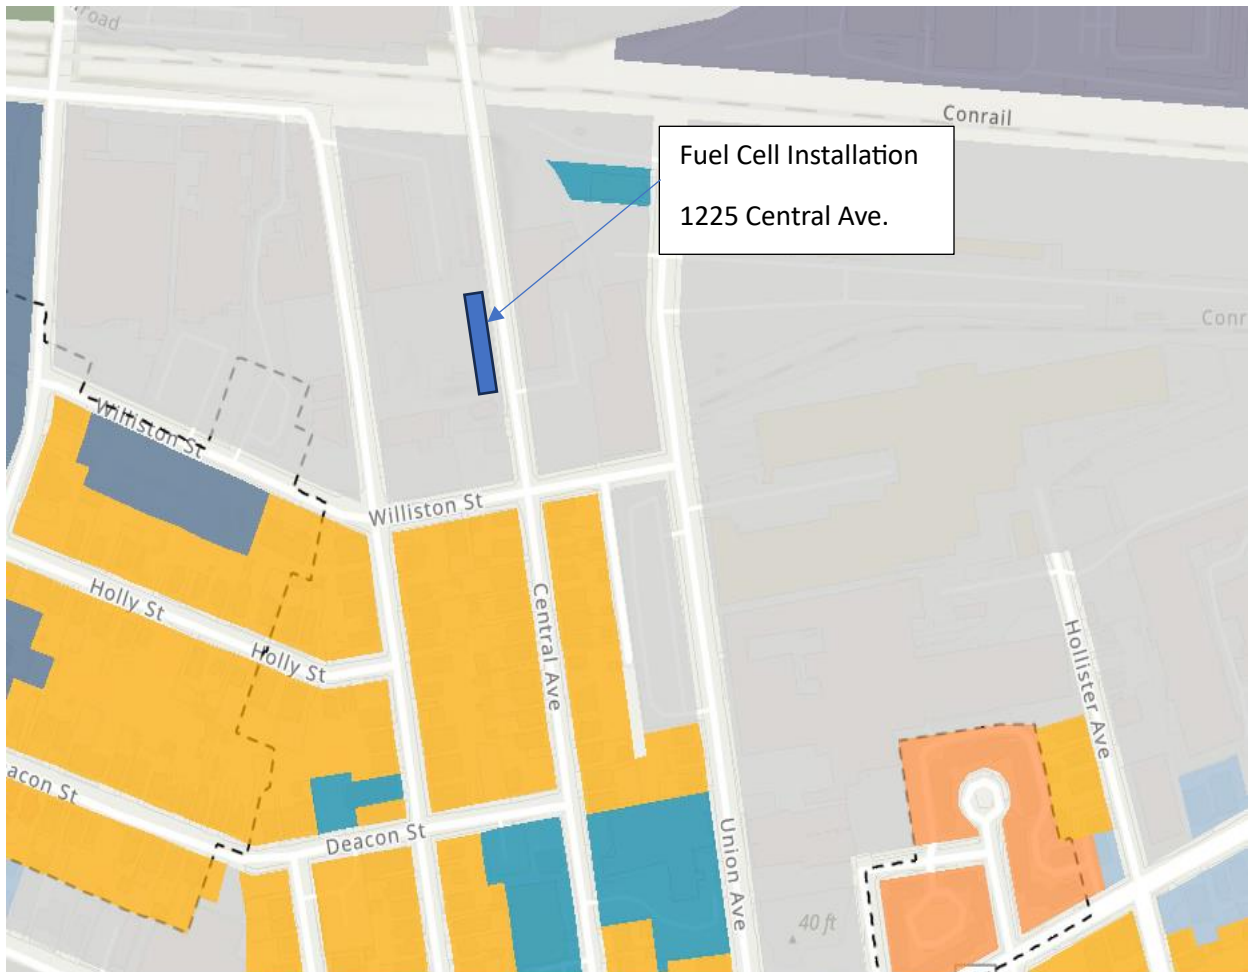 road
Conrail
Fuel Cell Installation
1225 Central Ave.
Conr
Williston St
Williston St
Holly St
Holly St
Central Ave
Hollister Ave
acon St
Deacon St
Union Ave
40 ft